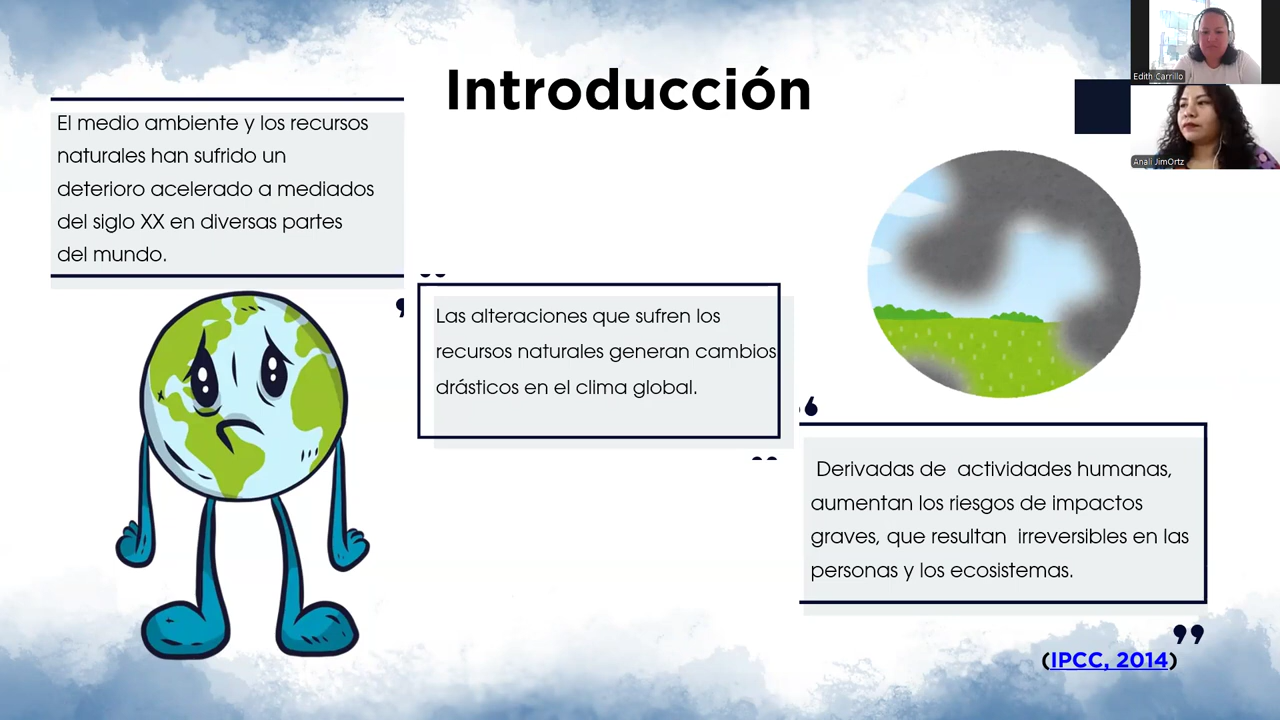 Introducción
Edith Carrillo
Anali JimOrtz
El medio ambiente y los recursos
naturales han sufrido un
deterioro acelerado a mediados
del siglo XX en diversas partes
del mundo.
Las alteraciones que sufren los
recursos naturales generan cambios
drásticos en el clima global.
Derivadas de  actividades humanas,
aumentan los riesgos de impactos
graves, que resultan  irreversibles en las
personas y los ecosistemas.
(IPCC, 2014)